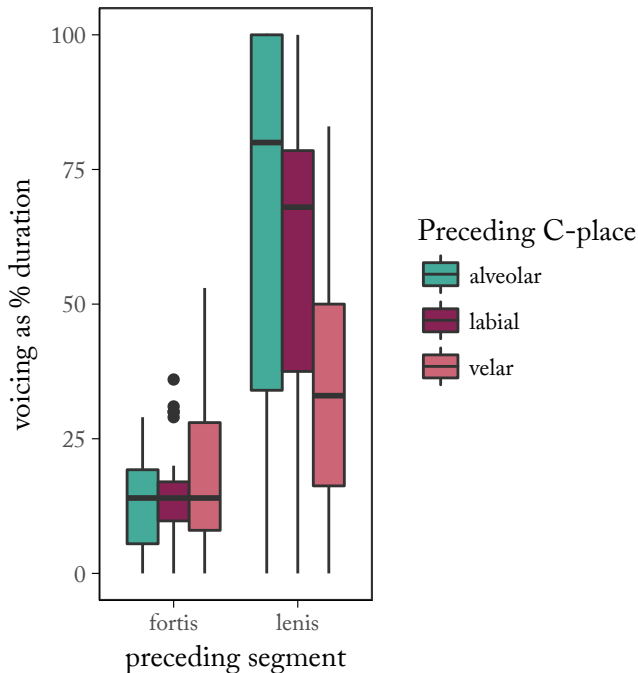 100
75
50
25
0
voicing as % duration
fortis
lenis
preceding segment
Preceding C-place
alveolar
labial
velar